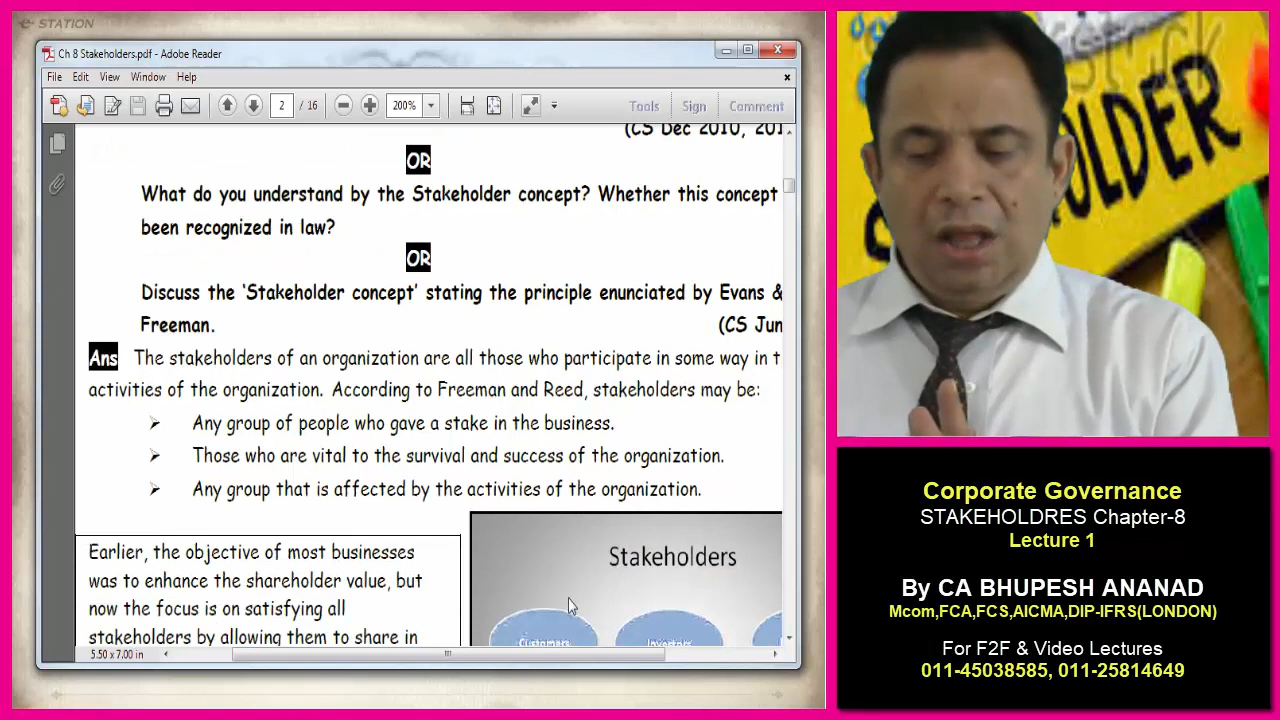 e- STATION
Ch 8 Stakeholders.pdf - Adobe Reader
File Edit View Window Help
2 / 16 200% Tools Sign Comment
(CS Dec 2010, 201
OR
What do you understand by the Stakeholder concept? Whether this concept
been recognized in law?
OR
Discuss the ‘Stakeholder concept’ stating the principle enunciated by Evans &
Freeman. (CS Jun
Ans The stakeholders of an organization are all those who participate in some way in t
activities of the organization. According to Freeman and Reed, stakeholders may be:
Any group of people who gave a stake in the business.
Those who are vital to the survival and success of the organization.
Any group that is affected by the activities of the organization.
Earlier, the objective of most businesses
was to enhance the shareholder value, but
now the focus is on satisfying all
stakeholders by allowing them to share in
Stakeholders
Customers Investors
5.50 x 7.00 in
HOLDER
Corporate Governance
STAKEHOLDRES Chapter-8
Lecture 1
By CA BHUPESH ANANAD
Mcom,FCA,FCS,AICMA,DIP-IFRS(LONDON)
For F2F & Video Lectures
011-45038585, 011-25814649